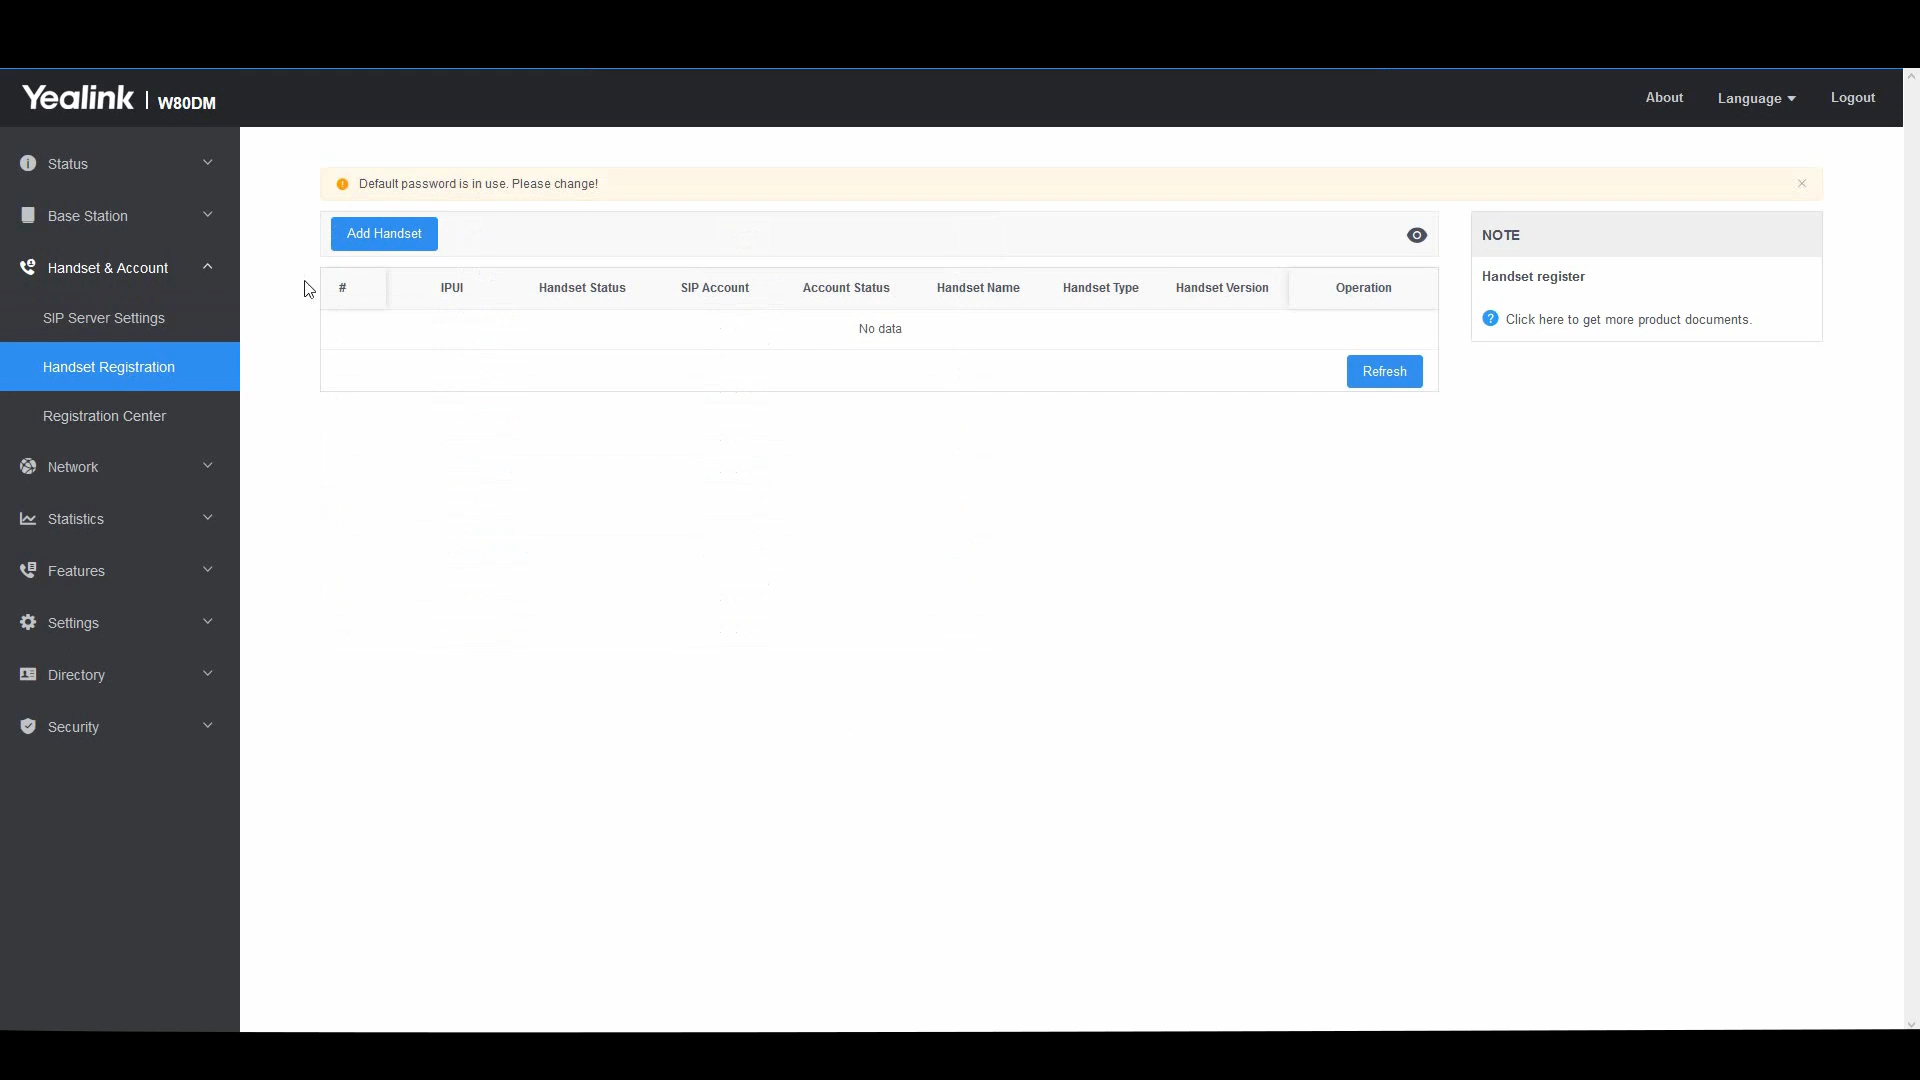 Yealink | W80DM
About
Language
Logout
Status
Base Station
Handset & Account
SIP Server Settings
Handset Registration
Registration Center
Network
Statistics
Features
Settings
Directory
Security
Default password is in use. Please change!
Add Handset
# IPUI Handset Status SIP Account Account Status Handset Name Handset Type Handset Version Operation
No data
Refresh
NOTE
Handset register
Click here to get more product documents.